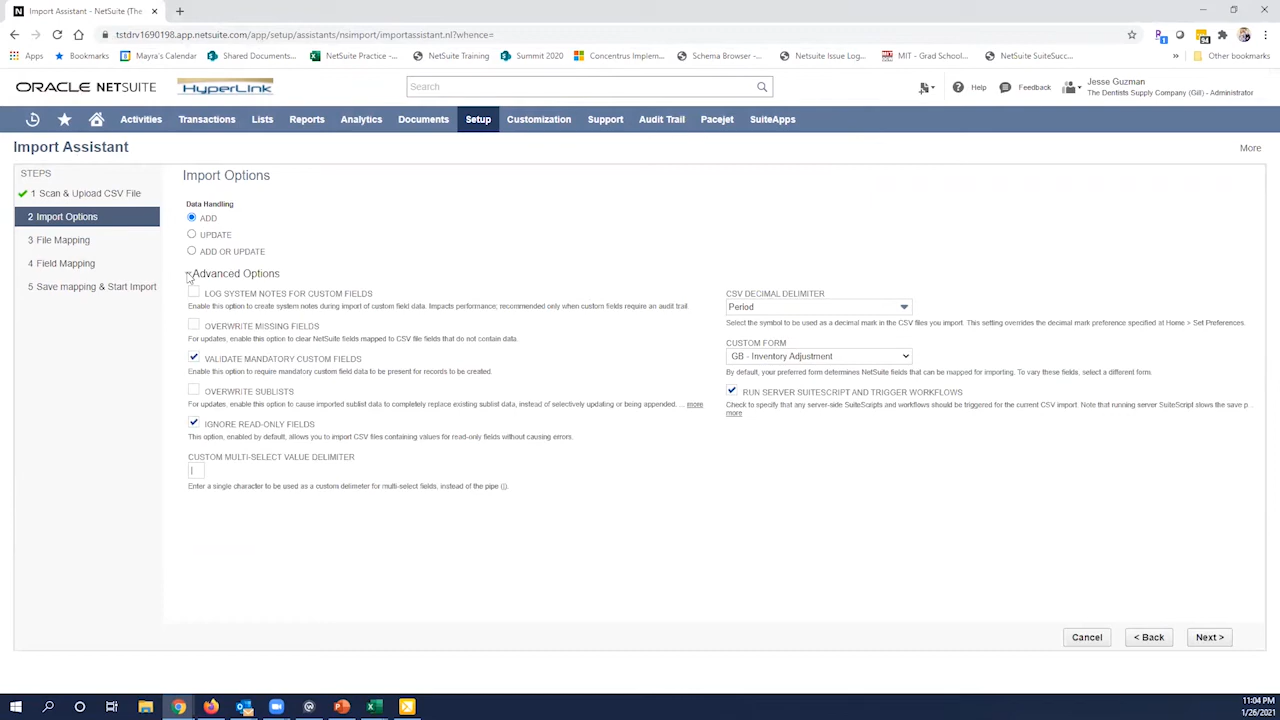 Import Assistant - NetSuite (The
tstdrv1690198.app.netsuite.com/app/setup/assistants/nsimport/importassistant.nl?whence=
Apps
Bookmarks
Mayra's Calendar
Shared Documents...
NetSuite Practice -...
NetSuite Training
Summit 2020
Concentrus Implem...
Schema Browser -...
Netsuite Issue Log...
MIT - Grad School...
NetSuite SuiteSucc...
»
Other bookmarks
ORACLE NETSUITE
HyperLink
Search
Help
Feedback
Jesse Guzman
The Dentists Supply Company (Gill) - Administrator
Activities
Transactions
Lists
Reports
Analytics
Documents
Setup
Customization
Support
Audit Trail
Pacejet
SuiteApps
Import Assistant
More
STEPS
1 Scan & Upload CSV File
2 Import Options
3 File Mapping
4 Field Mapping
5 Save mapping & Start Import
Import Options
Data Handling
ADD
UPDATE
ADD OR UPDATE
Advanced Options
LOG SYSTEM NOTES FOR CUSTOM FIELDS
Enable this option to create system notes during import of custom field data. Impacts performance; recommended only when custom fields require an audit trail.
OVERWRITE MISSING FIELDS
For updates, enable this option to clear NetSuite fields mapped to CSV file fields that do not contain data.
VALIDATE MANDATORY CUSTOM FIELDS
Enable this option to require mandatory custom field data to be present for records to be created.
OVERWRITE SUBLISTS
For updates, enable this option to cause imported sublist data to completely replace existing sublist data, instead of selectively updating or being appended. ... more
IGNORE READ-ONLY FIELDS
This option, enabled by default, allows you to import CSV files containing values for read-only fields without causing errors.
CUSTOM MULTI-SELECT VALUE DELIMITER
|
Enter a single character to be used as a custom delimeter for multi-select fields, instead of the pipe (|).
CSV DECIMAL DELIMITER
Period
Select the symbol to be used as a decimal mark in the CSV files you import. This setting overrides the decimal mark preference specified at Home > Set Preferences.
CUSTOM FORM
GB - Inventory Adjustment
By default, your preferred form determines NetSuite fields that can be mapped for importing. To vary these fields, select a different form.
RUN SERVER SUITESCRIPT AND TRIGGER WORKFLOWS
Check to specify that any server-side SuiteScripts and workflows should be triggered for the current CSV import. Note that running server SuiteScript slows the save p...
more
Cancel
< Back
Next >
11:04 PM
1/26/2021